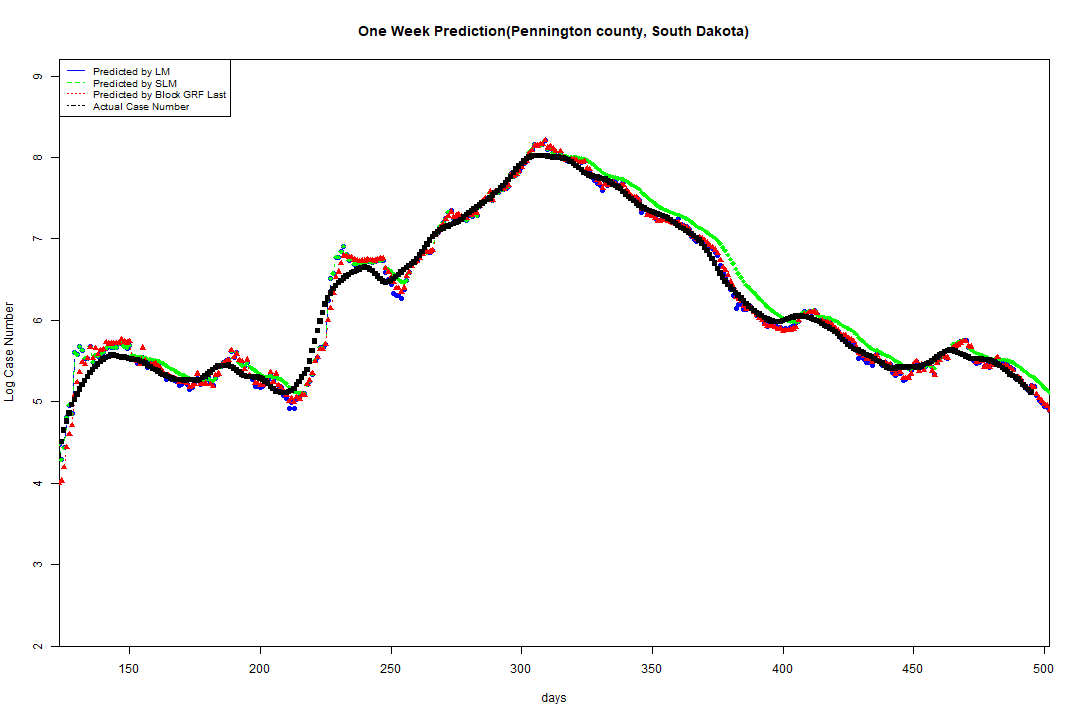 One Week Prediction(Pennington county, South Dakota)
Predicted by LM
Predicted by SLM
Predicted by Block GRF Last
Actual Case Number
9
8
7
6
5
4
3
2
Log Case Number
150 200 250 300 350 400 450 500
days